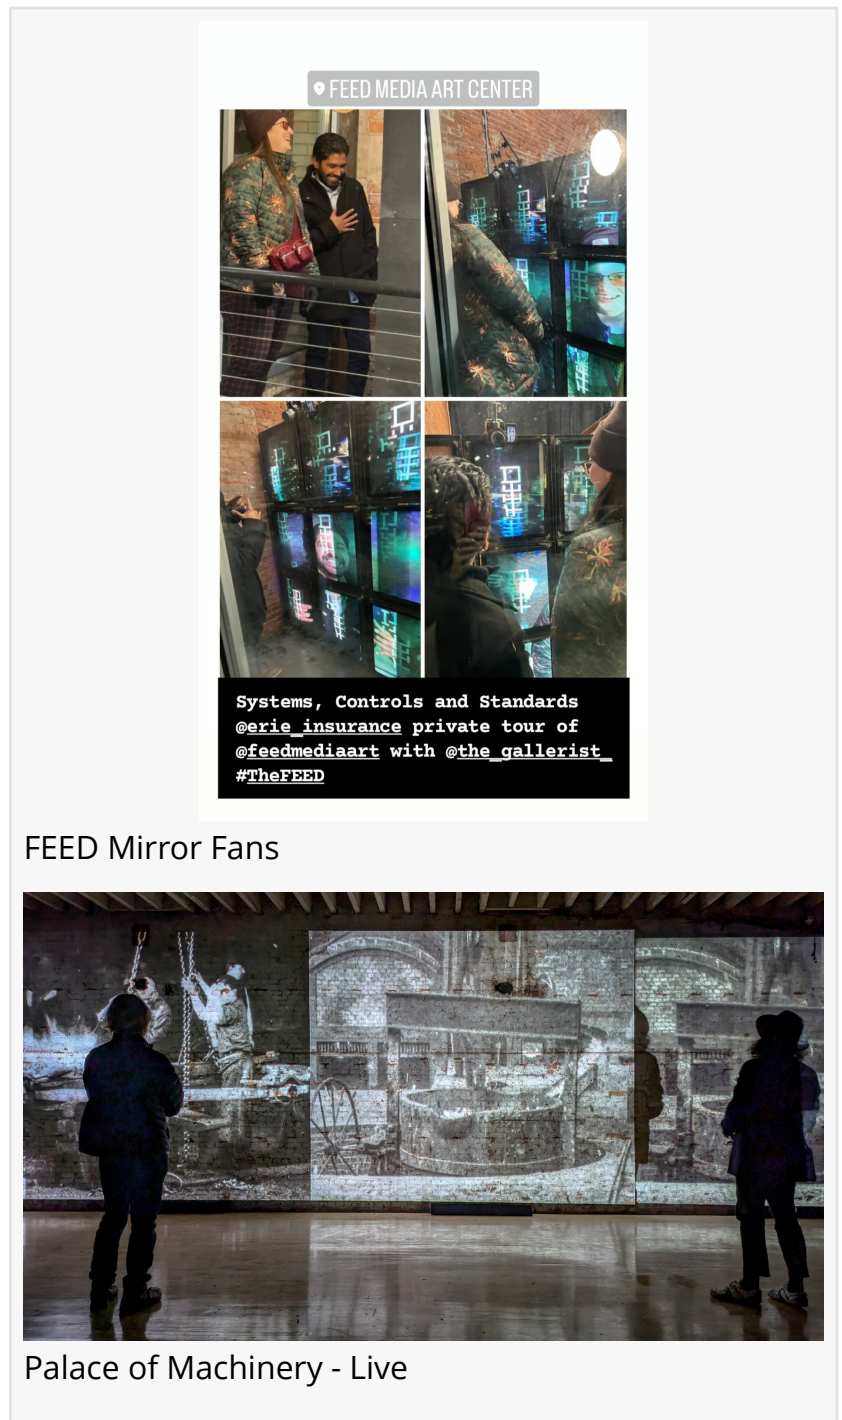 FEED MEDIA ART CENTER
Systems, Controls and Standards
@erie_insurance private tour of
@feedmediaart with @the_gallerist_
#TheFEED
FEED Mirror Fans
Palace of Machinery - Live